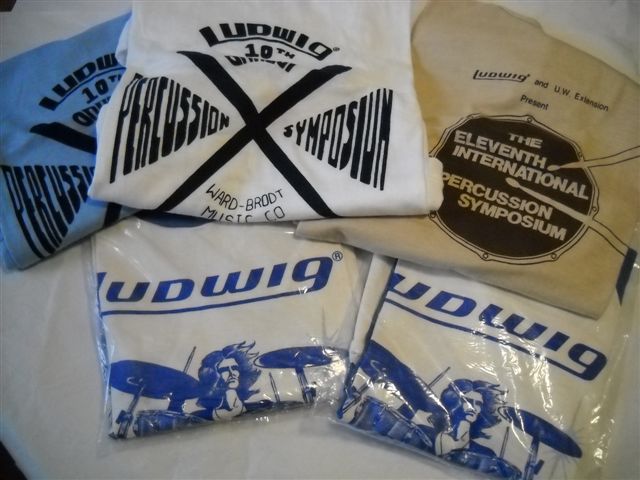 LUDWIG
10TH
PERCUSSION
LUDWIG®
10TH
PERCUSSION SYMPOSIUM
WARD-BRODT
MUSIC CO
Ludwig® and U.W. Extension
Present
THE
ELEVENTH
INTERNATIONAL
PERCUSSION
SYMPOSIUM
LUDWIG®
LUDWIG